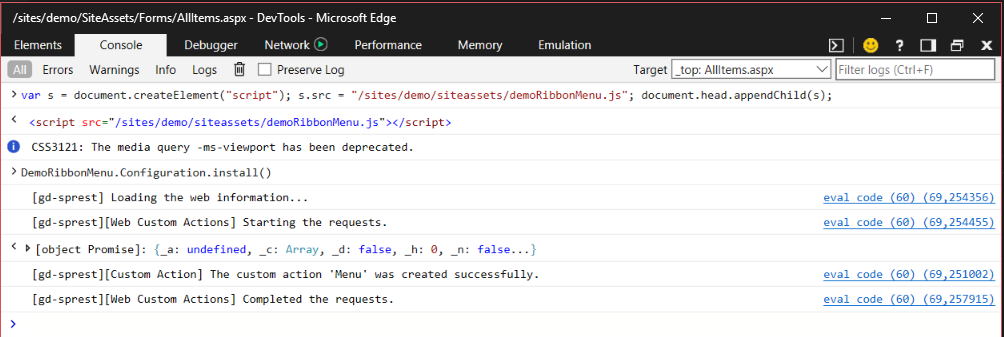 /sites/demo/SiteAssets/Forms/AllItems.aspx - DevTools - Microsoft Edge
Elements Console Debugger Network Performance Memory Emulation ?
All Errors Warnings Info Logs Preserve Log Target _top: AllItems.aspx Filter logs (Ctrl+F)
var s = document.createElement("script"); s.src = "/sites/demo/siteassets/demoRibbonMenu.js"; document.head.appendChild(s);
<script src="/sites/demo/siteassets/demoRibbonMenu.js"></script>
CSS3121: The media query -ms-viewport has been deprecated.
DemoRibbonMenu.Configuration.install()
[gd-sprest] Loading the web information... eval code (60) (69,254356)
[gd-sprest][Web Custom Actions] Starting the requests. eval code (60) (69,254455)
[object Promise]: {_a: undefined, _c: Array, _d: false, _h: 0, _n: false...}
[gd-sprest][Custom Action] The custom action 'Menu' was created successfully. eval code (60) (69,251002)
[gd-sprest][Web Custom Actions] Completed the requests. eval code (60) (69,257915)